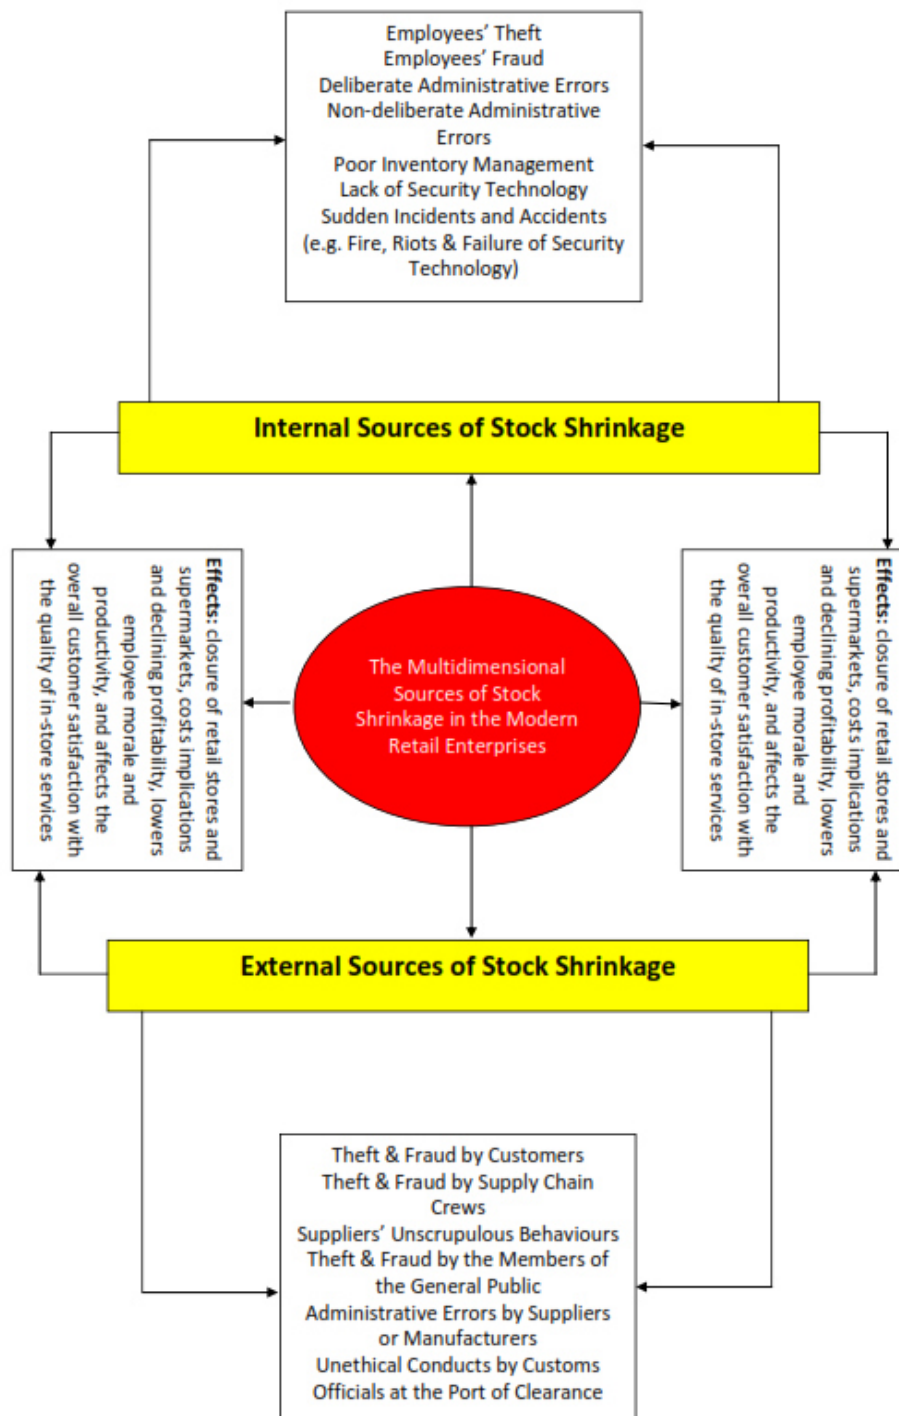 Employees’ Theft
Employees’ Fraud
Deliberate Administrative Errors
Non-deliberate Administrative
Errors
Poor Inventory Management
Lack of Security Technology
Sudden Incidents and Accidents
(e.g. Fire, Riots & Failure of Security
Technology)
Internal Sources of Stock Shrinkage
Effects: closure of retail stores and
supermarkets, costs implications
and declining profitability, lowers
employee morale and
productivity, and affects the
overall customer satisfaction with
the quality of in-store services
The Multidimensional
Sources of Stock
Shrinkage in the Modern
Retail Enterprises
Effects: closure of retail stores and
supermarkets, costs implications
and declining profitability, lowers
employee morale and
productivity, and affects the
overall customer satisfaction with
the quality of in-store services
External Sources of Stock Shrinkage
Theft & Fraud by Customers
Theft & Fraud by Supply Chain
Crews
Suppliers’ Unscrupulous Behaviours
Theft & Fraud by the Members of
the General Public
Administrative Errors by Suppliers
or Manufacturers
Unethical Conducts by Customs
Officials at the Port of Clearance